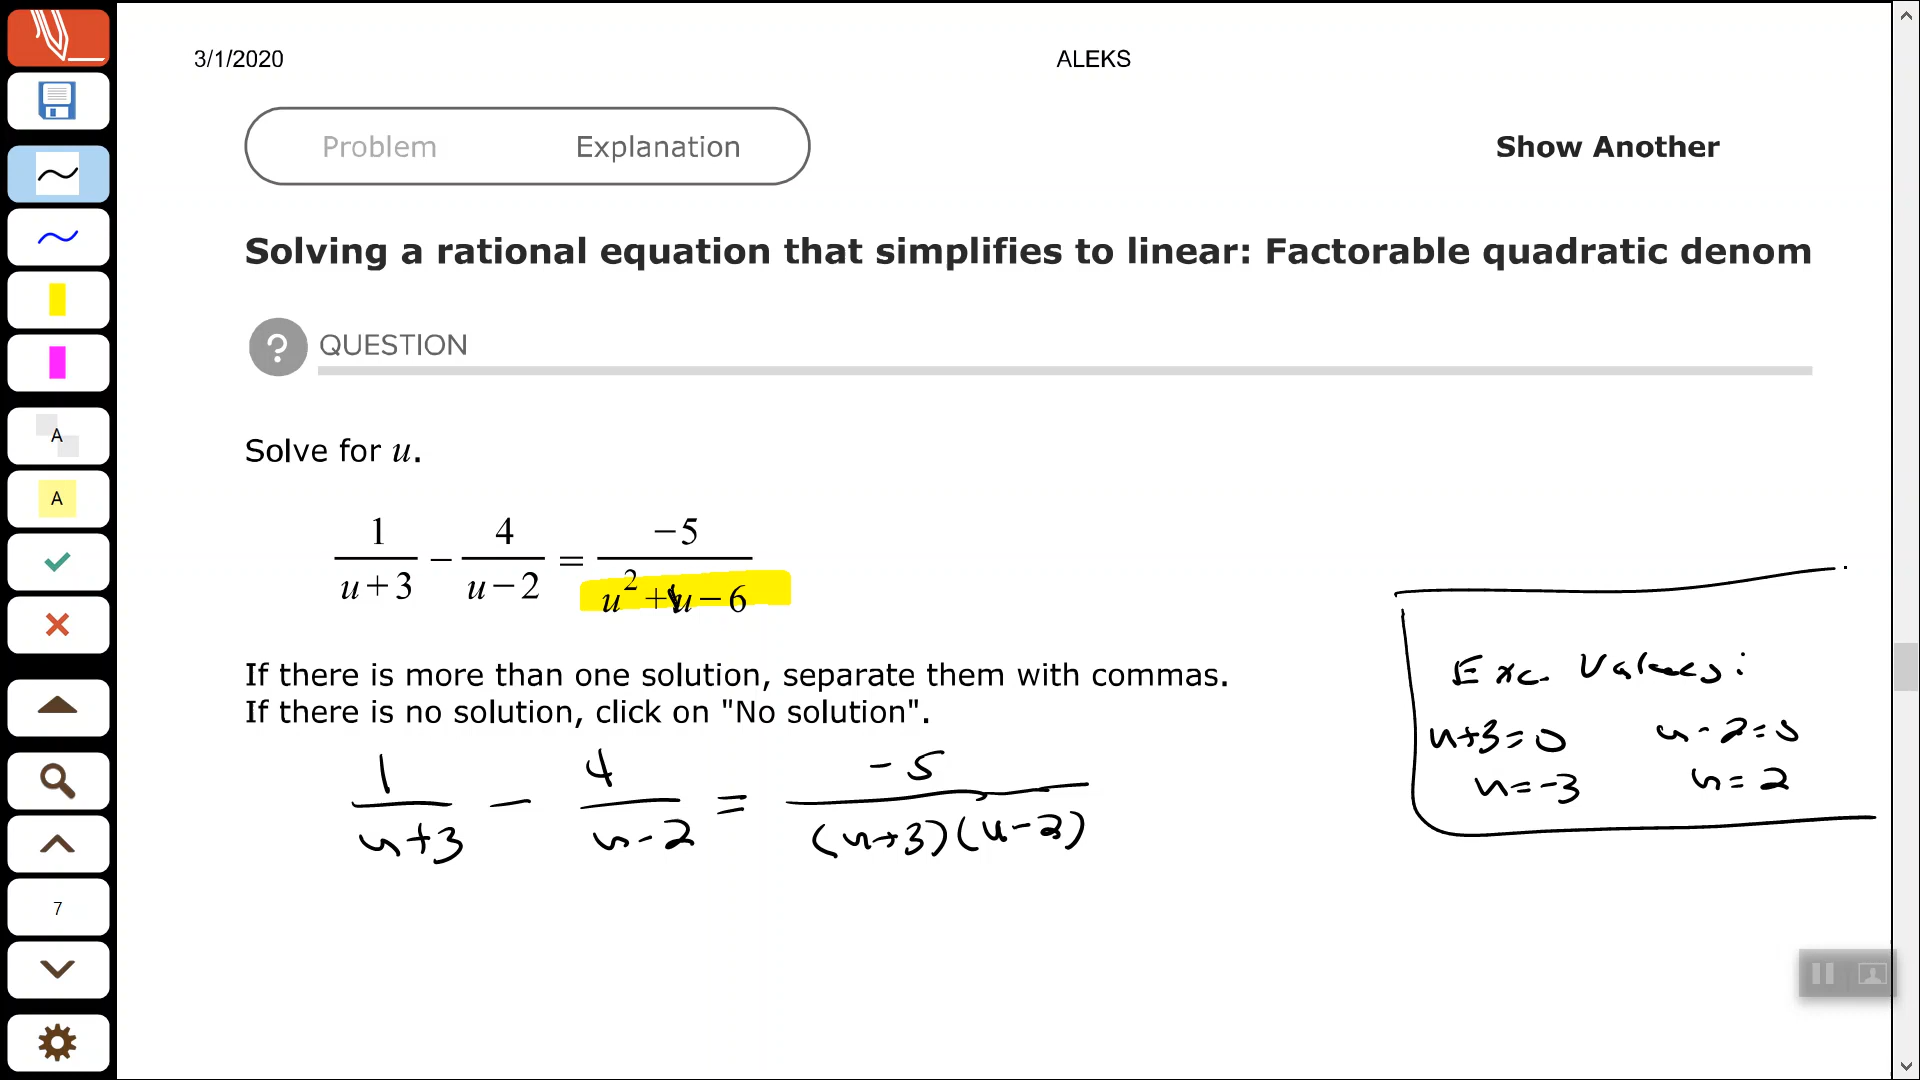 3/1/2020 ALEKS
Problem Explanation Show Another
Solving a rational equation that simplifies to linear: Factorable quadratic denom
? QUESTION
Solve for u.
1/(u+3) − 4/(u−2) = −5/(u²+u−6)
If there is more than one solution, separate them with commas.
If there is no solution, click on "No solution".
1/(u+3) − 4/(u-2) = -5/((u+3)(u-2))
Exc. Values:
u+3=0 u-2=0
u=-3 u=2
A
A
7